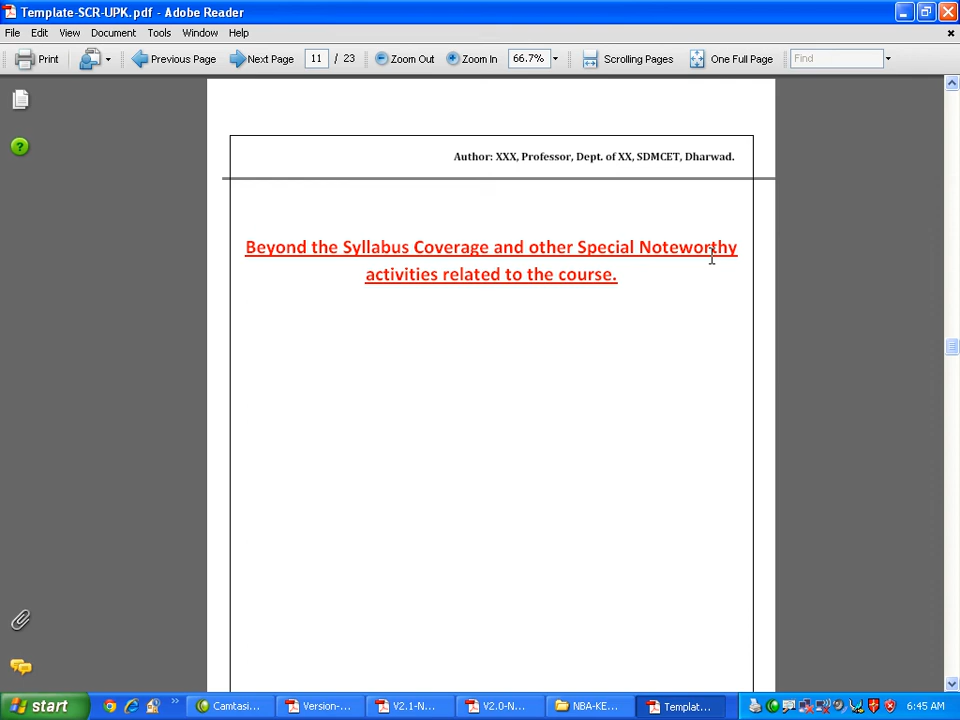 Template-SCR-UPK.pdf - Adobe Reader
File Edit View Document Tools Window Help
Print Previous Page Next Page 11 / 23 Zoom Out Zoom In 66.7% Scrolling Pages One Full Page Find
Author: XXX, Professor, Dept. of XX, SDMCET, Dharwad.
Beyond the Syllabus Coverage and other Special Noteworthy
activities related to the course.
start Camtasi... Version-... V2.1-N... V2.0-N... NBA-KE... Templat... 6:45 AM